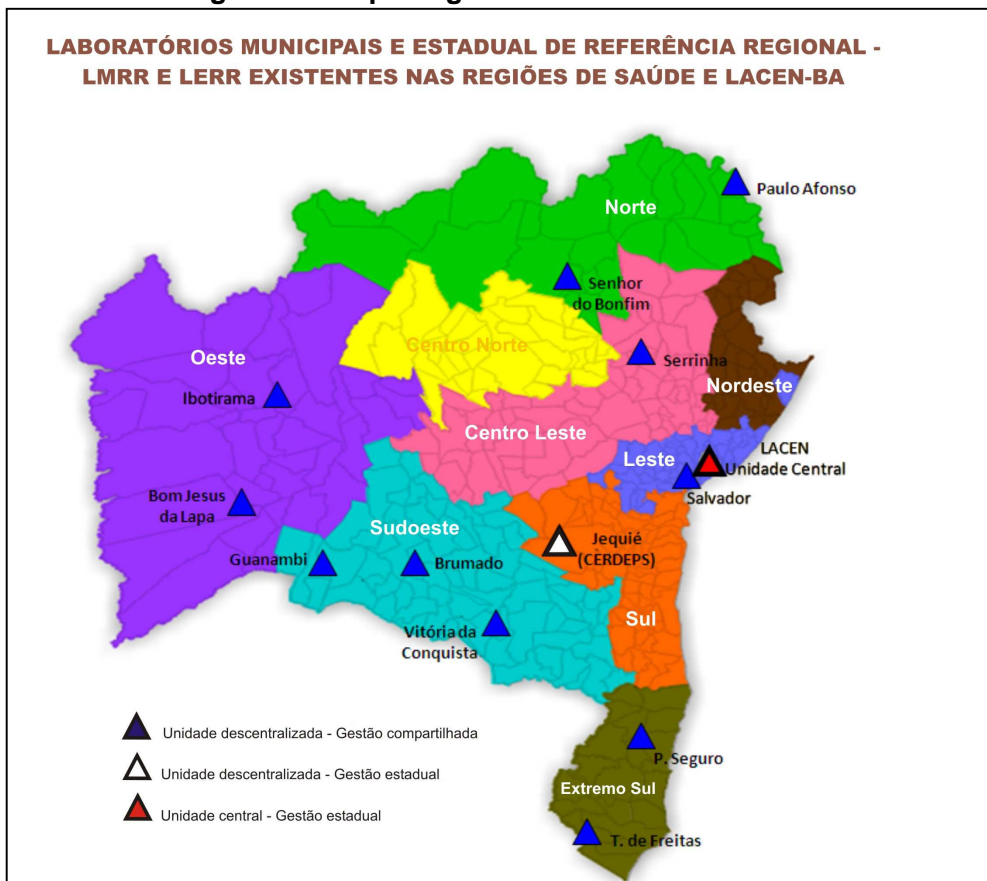 LABORATÓRIOS MUNICIPAIS E ESTADUAL DE REFERÊNCIA REGIONAL -
LMRR E LERR EXISTENTES NAS REGIÕES DE SAÚDE E LACEN-BA
Paulo Afonso
Norte
Senhor
do Bonfim
Centro Norte
Oeste
Serrinha
Nordeste
Ibotirama
Centro Leste
LACEN
Leste
Unidade Central
Salvador
Bom Jesus
da Lapa
Sudoeste
Jequié
(CERDEPS)
Guanambi
Brumado
Sul
Vitória da
Conquista
Unidade descentralizada - Gestão compartilhada
P. Seguro
Unidade descentralizada - Gestão estadual
Extremo Sul
Unidade central - Gestão estadual
T. de Freitas